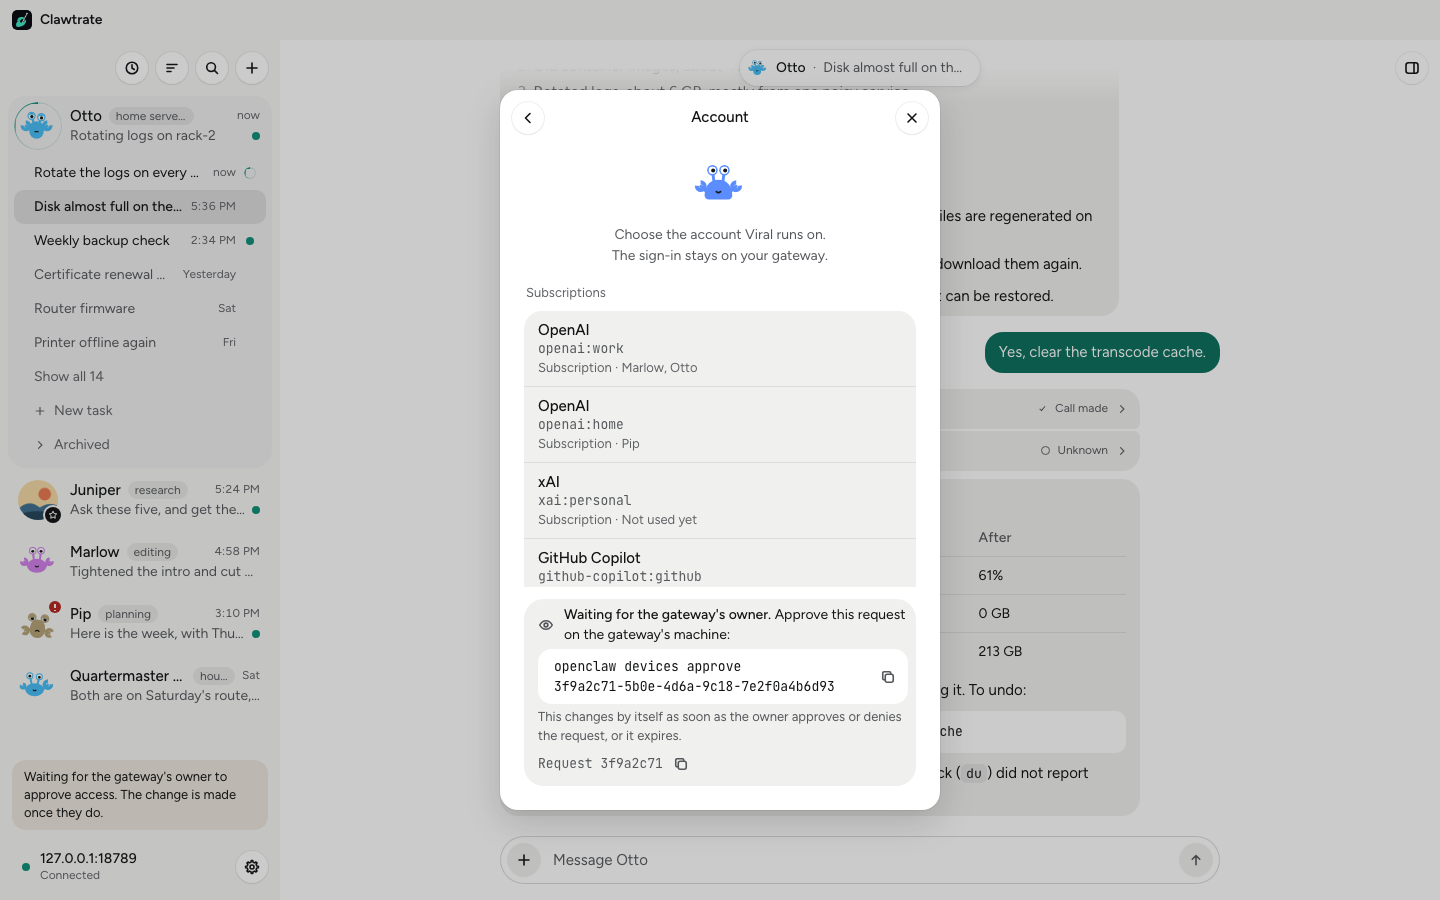 Clawtrate
Otto home serve... now
Rotating logs on rack-2
Rotate the logs on every ... now
Disk almost full on the... 5:36 PM
Weekly backup check 2:34 PM
Certificate renewal ... Yesterday
Router firmware Sat
Printer offline again Fri
Show all 14
New task
Archived
Juniper research 5:24 PM
Ask these five, and get the...
Marlow editing 4:58 PM
Tightened the intro and cut ...
Pip planning 3:10 PM
Here is the week, with Thu...
Quartermaster ... hou... Sat
Both are on Saturday's route,...
Waiting for the gateway's owner to
approve access. The change is made
once they do.
127.0.0.1:18789
Connected
Otto · Disk almost full on th...
Account
Choose the account Viral runs on.
The sign-in stays on your gateway.
Subscriptions
OpenAI
openai:work
Subscription · Marlow, Otto
OpenAI
openai:home
Subscription · Pip
xAI
xai:personal
Subscription · Not used yet
GitHub Copilot
github-copilot:github
Waiting for the gateway's owner. Approve this request
on the gateway's machine:
openclaw devices approve
3f9a2c71-5b0e-4d6a-9c18-7e2f0a4b6d93
This changes by itself as soon as the owner approves or denies
the request, or it expires.
Request 3f9a2c71
are regenerated on
download them again.
can be restored.
Yes, clear the transcode cache.
Call made
Unknown
After
61%
0 GB
213 GB
it. To undo:
(du) did not report
Message Otto